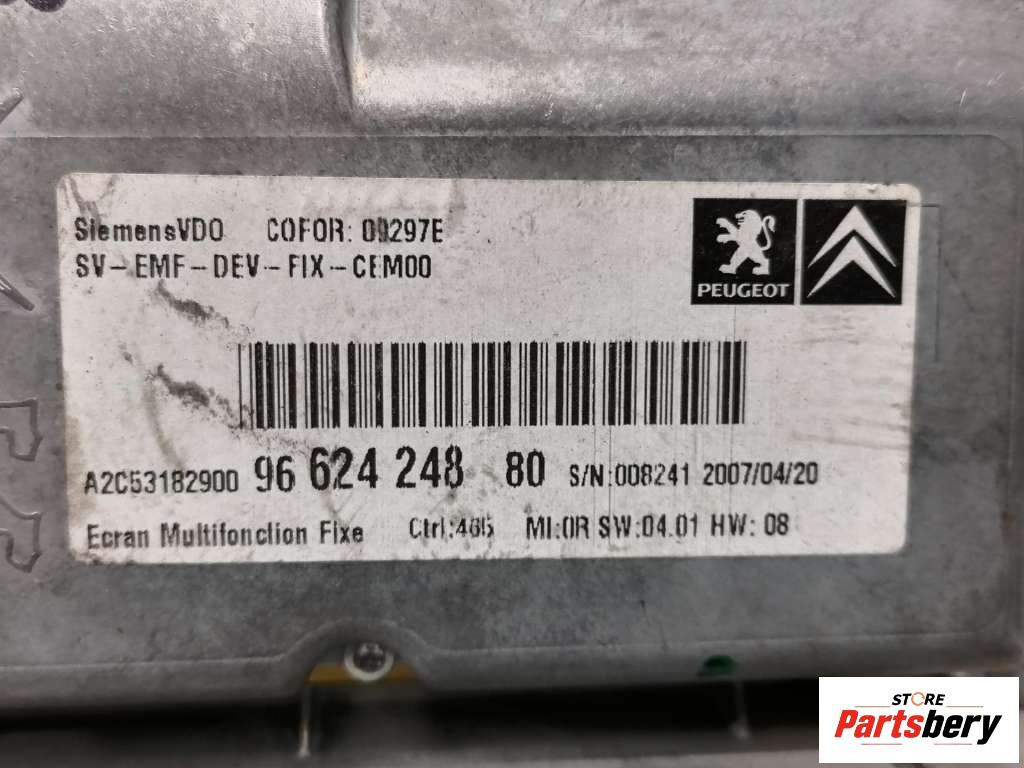 SiemensVDO COFOR: 09297E
SV-EMF-DEV-FIX-CEM00
PEUGEOT
A2C53182900 96 624 248 80 S/N:008241 2007/04/20
Ecran Multifonction Fixe Ctrl:465 MI:0R SW:04.01 HW: 08
STORE
Partsbery